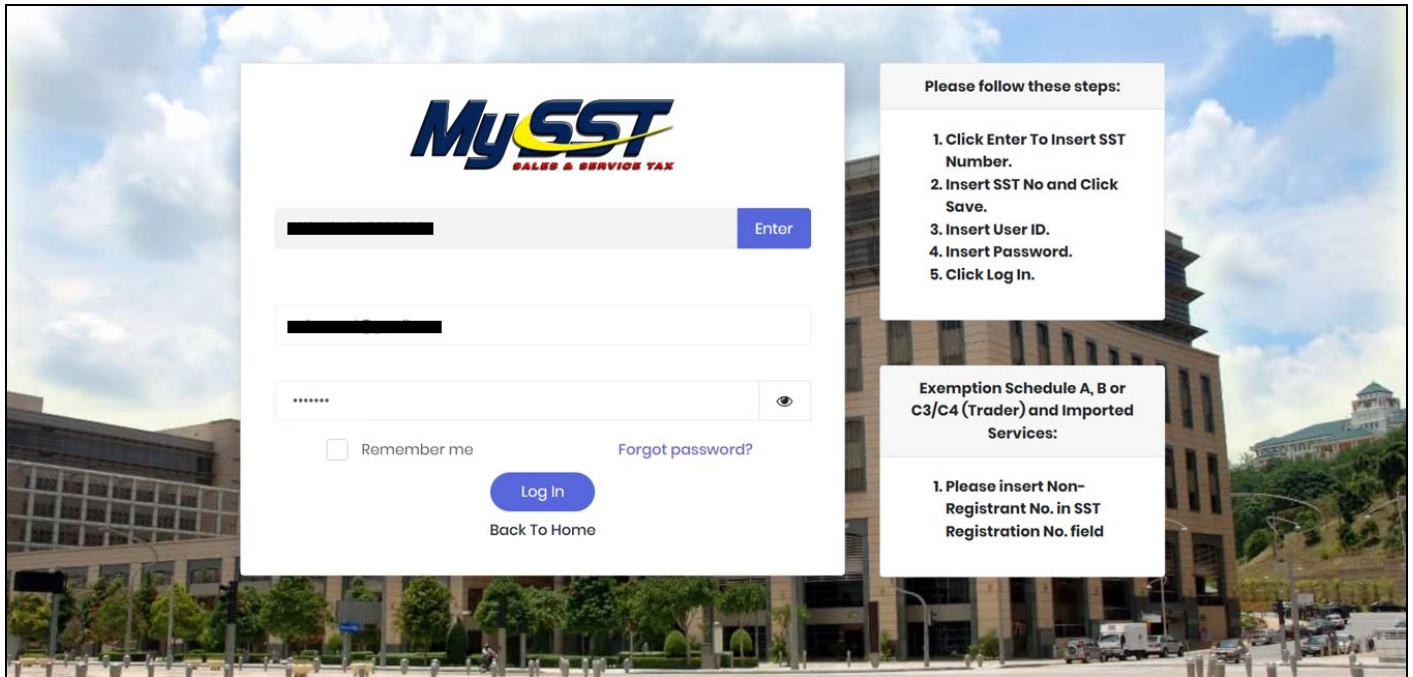 MySST
SALES & SERVICE TAX
Enter
Remember me
Forgot password?
Log In
Back To Home
Please follow these steps:
1. Click Enter To Insert SST
Number.
2. Insert SST No and Click
Save.
3. Insert User ID.
4. Insert Password.
5. Click Log In.
Exemption Schedule A, B or
C3/C4 (Trader) and Imported
Services:
1. Please insert Non-
Registrant No. in SST
Registration No. field